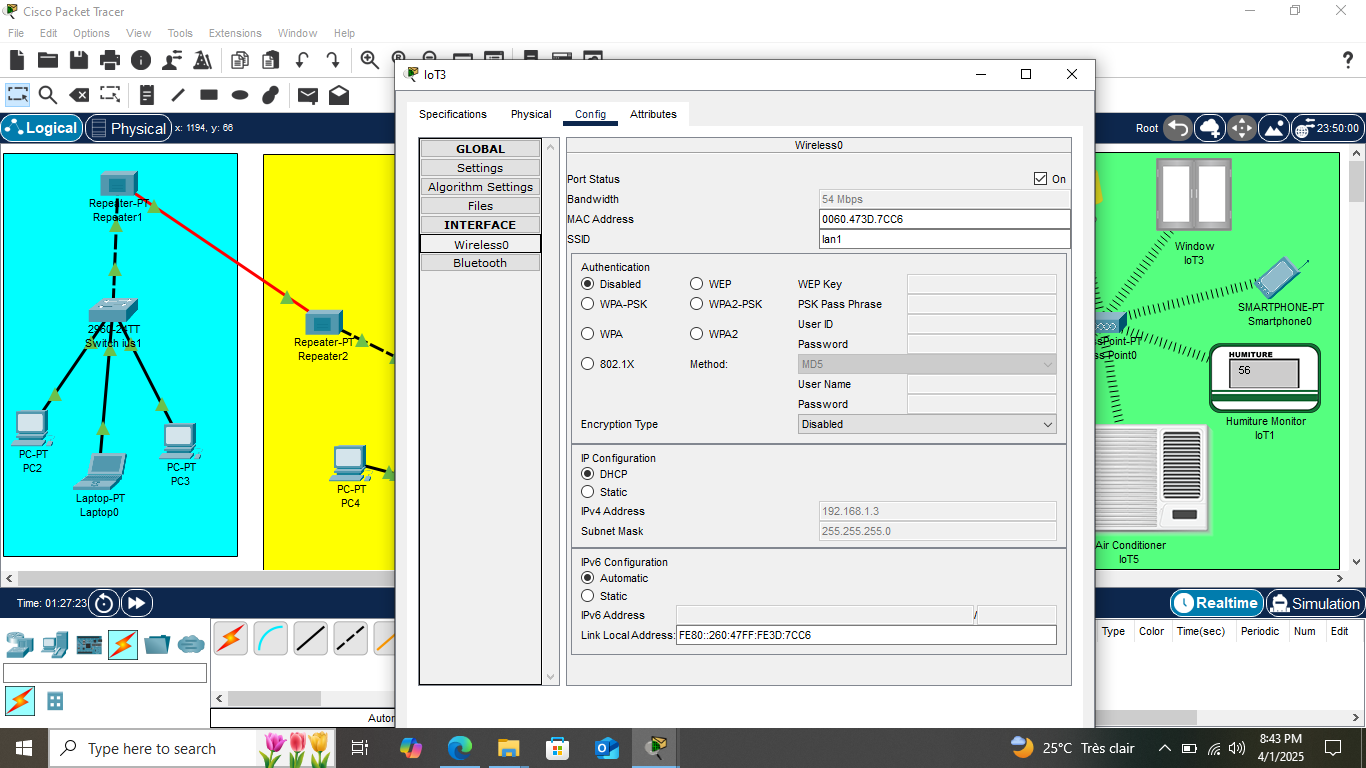 Cisco Packet Tracer
File Edit Options View Tools Extensions Window Help
?
IoT3
Specifications Physical Config Attributes
Logical Physical x: 1194, y: 66
Root 23:50:00
GLOBAL
Settings
Algorithm Settings
Files
INTERFACE
Wireless0
Bluetooth
Wireless0
Port Status On
Bandwidth 54 Mbps
MAC Address 0060.473D.7CC6
SSID lan1
Authentication
Disabled WEP WEP Key
WPA-PSK WPA2-PSK PSK Pass Phrase
User ID
WPA WPA2
Password
802.1X Method: MD5
User Name
Password
Encryption Type Disabled
IP Configuration
DHCP
Static
IPv4 Address 192.168.1.3
Subnet Mask 255.255.255.0
IPv6 Configuration
Automatic
Static
IPv6 Address /
Link Local Address: FE80::260:47FF:FE3D:7CC6
Repeater-PT
Repeater1
2960-24TT
Switch ius1
PC-PT
PC2
Laptop-PT
Laptop0
PC-PT
PC3
Repeater-PT
Repeater2
PC-PT
PC4
Window
IoT3
SMARTPHONE-PT
Smartphone0
ssPoint-PT
ss Point0
HUMITURE
56
Humiture Monitor
IoT1
Air Conditioner
IoT5
Time: 01:27:23
Realtime Simulation
Type Color Time(sec) Periodic Num Edit
Autor
Type here to search
25°C Très clair
8:43 PM
4/1/2025